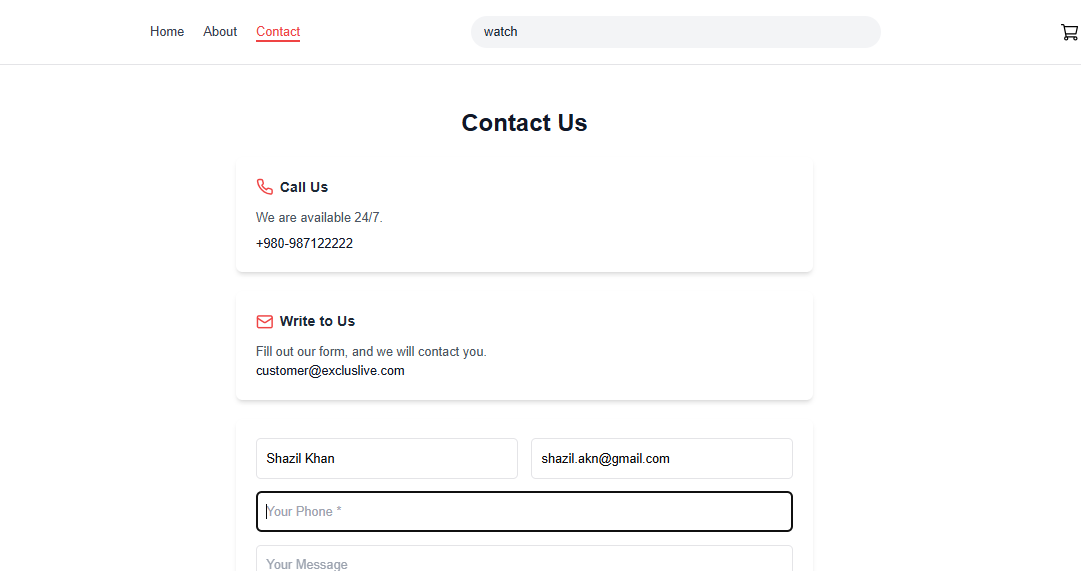 Home About Contact watch
Contact Us
Call Us
We are available 24/7.
+980-987122222
Write to Us
Fill out our form, and we will contact you.
customer@excluslive.com
Shazil Khan shazil.akn@gmail.com
Your Phone *
Your Message